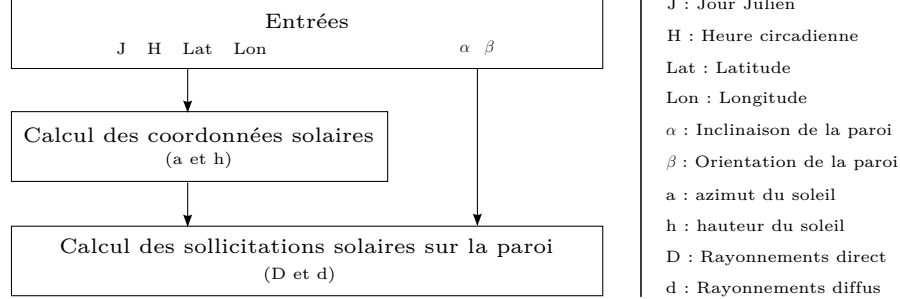 Entrées
J H Lat Lon α β
Calcul des coordonnées solaires
(a et h)
Calcul des sollicitations solaires sur la paroi
(D et d)
J : Jour Julien
H : Heure circadienne
Lat : Latitude
Lon : Longitude
α : Inclinaison de la paroi
β : Orientation de la paroi
a : azimut du soleil
h : hauteur du soleil
D : Rayonnements direct
d : Rayonnements diffus